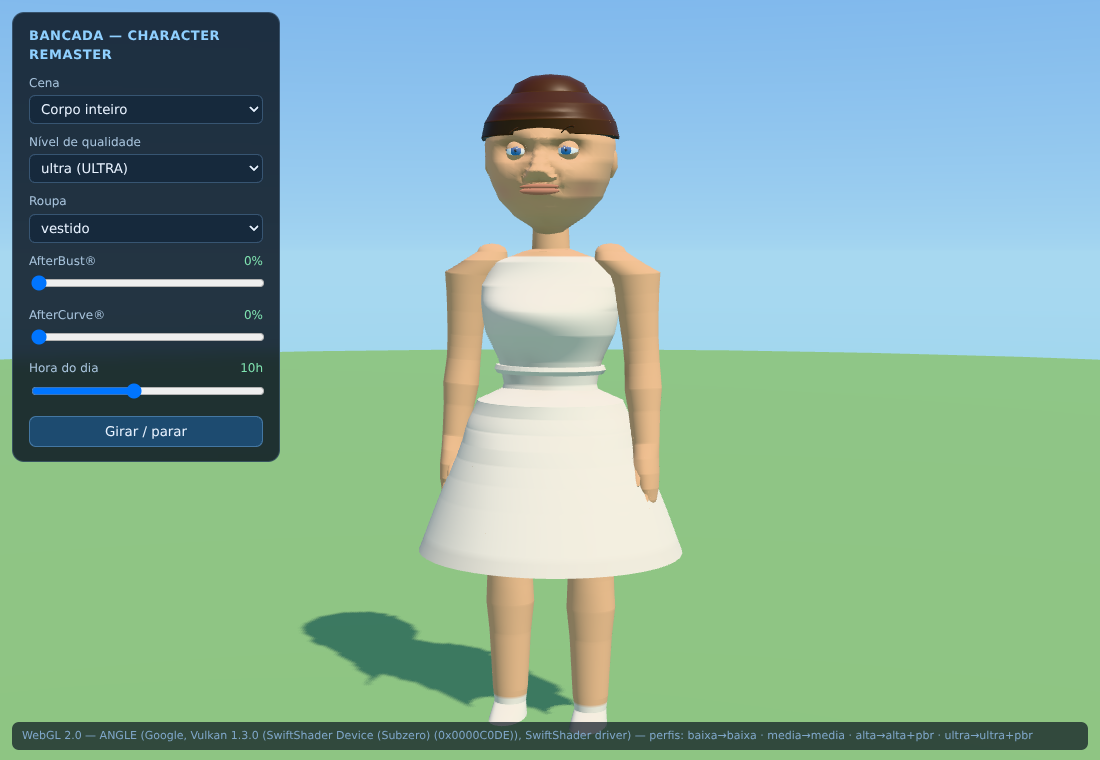 BANCADA — CHARACTER
REMASTER
Cena
Corpo inteiro
Nível de qualidade
ultra (ULTRA)
Roupa
vestido
AfterBust® 0%
AfterCurve® 0%
Hora do dia 10h
Girar / parar
WebGL 2.0 — ANGLE (Google, Vulkan 1.3.0 (SwiftShader Device (Subzero) (0x0000C0DE)), SwiftShader driver) — perfis: baixa→baixa · media→media · alta→alta+pbr · ultra→ultra+pbr